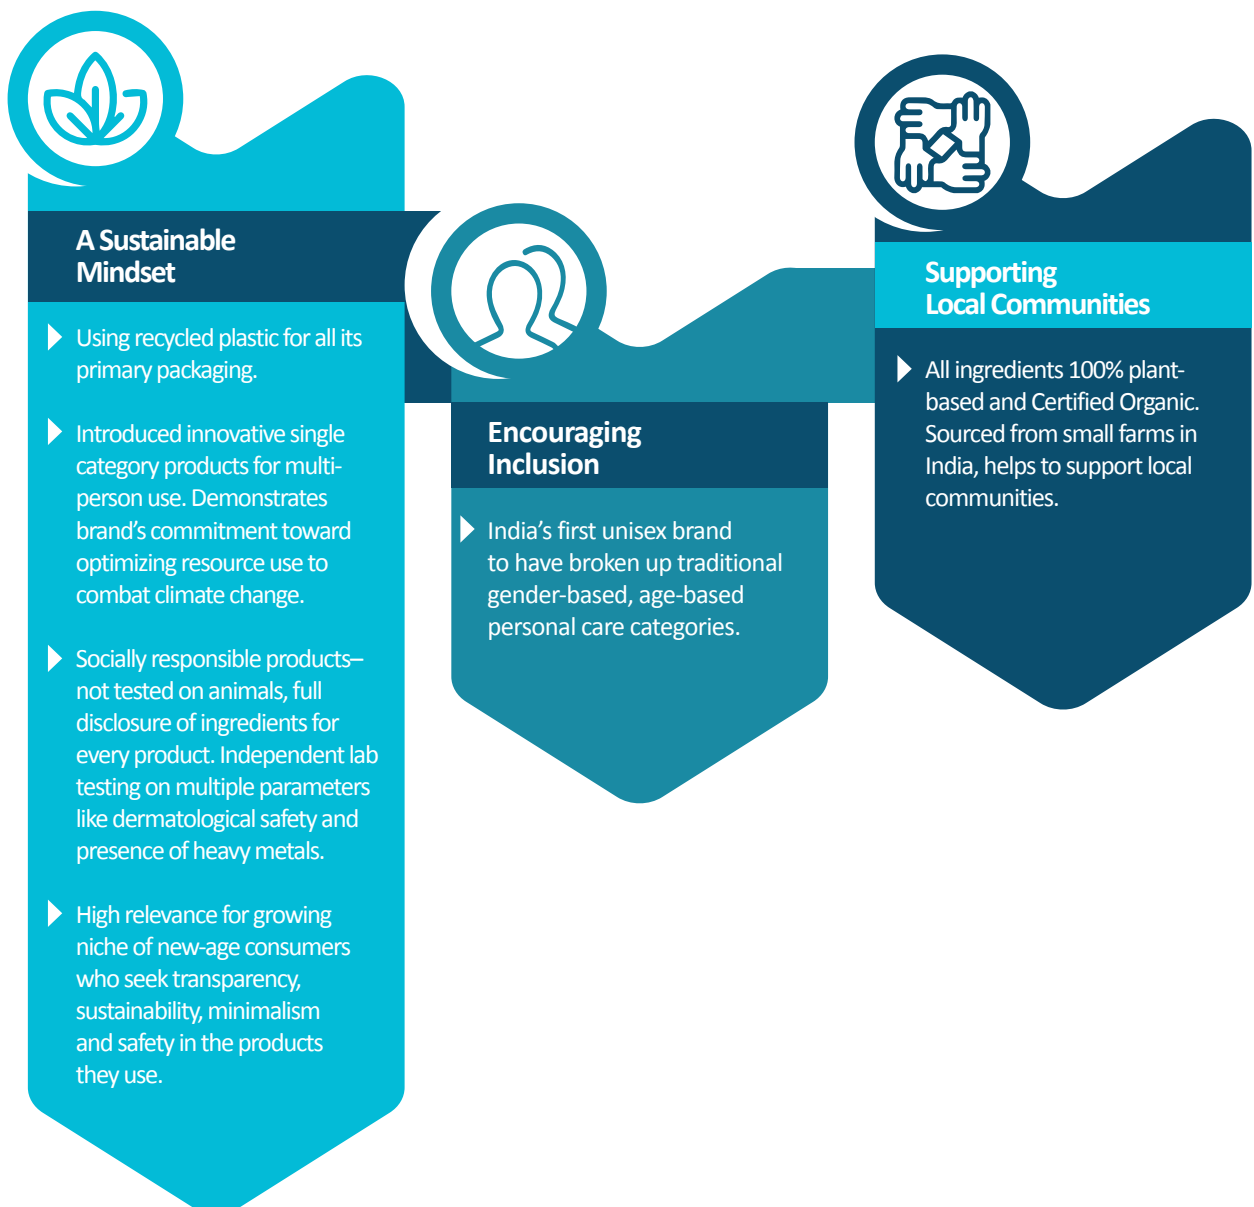 A Sustainable
Mindset
Using recycled plastic for all its
primary packaging.
Introduced innovative single
category products for multi-
person use. Demonstrates
brand's commitment toward
optimizing resource use to
combat climate change.
Socially responsible products–
not tested on animals, full
disclosure of ingredients for
every product. Independent lab
testing on multiple parameters
like dermatological safety and
presence of heavy metals.
High relevance for growing
niche of new-age consumers
who seek transparency,
sustainability, minimalism
and safety in the products
they use.
Encouraging
Inclusion
India’s first unisex brand
to have broken up traditional
gender-based, age-based
personal care categories.
Supporting
Local Communities
All ingredients 100% plant-
based and Certified Organic.
Sourced from small farms in
India, helps to support local
communities.